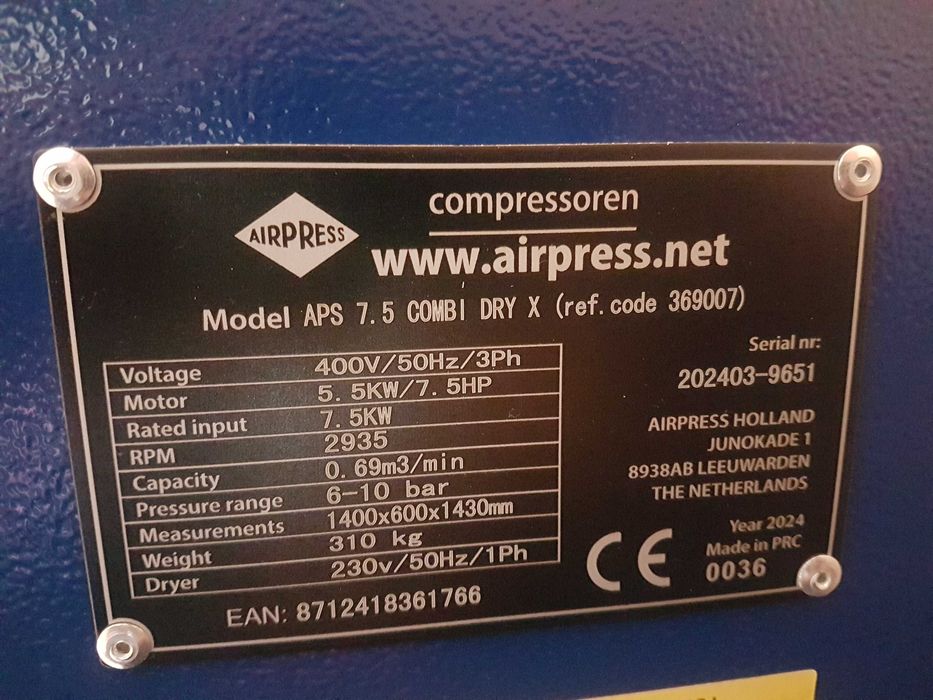 AIRPRESS
compressoren
www.airpress.net
Model APS 7.5 COMBI DRY X (ref.code 369007)
Voltage 400V/50Hz/3Ph
Motor 5.5KW/7.5HP
Rated input 7.5KW
RPM 2935
Capacity 0.69m3/min
Pressure range 6-10 bar
Measurements 1400x600x1430mm
Weight 310 kg
Dryer 230v/50Hz/1Ph
EAN: 8712418361766
Serial nr:
202403-9651
AIRPRESS HOLLAND
JUNOKADE 1
8938AB LEEUWARDEN
THE NETHERLANDS
CE
Year 2024
Made in PRC
0036